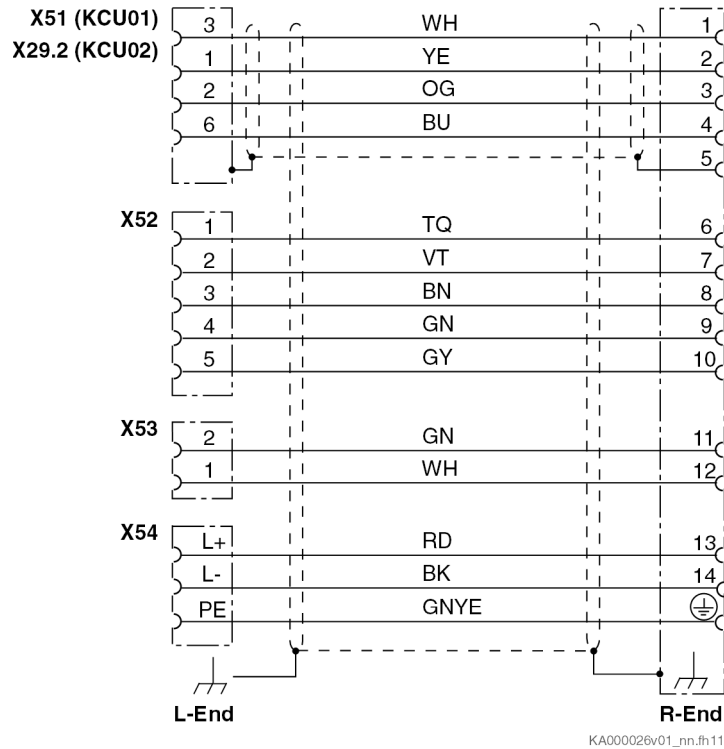 X51 (KCU01) 3 WH 1
X29.2 (KCU02) 1 YE 2
2 OG 3
6 BU 4
5
X52 1 TQ 6
2 VT 7
3 BN 8
4 GN 9
5 GY 10
X53 2 GN 11
1 WH 12
X54 L+ RD 13
L- BK 14
PE GNYE
L-End R-End
KA000026v01_nn.fh11